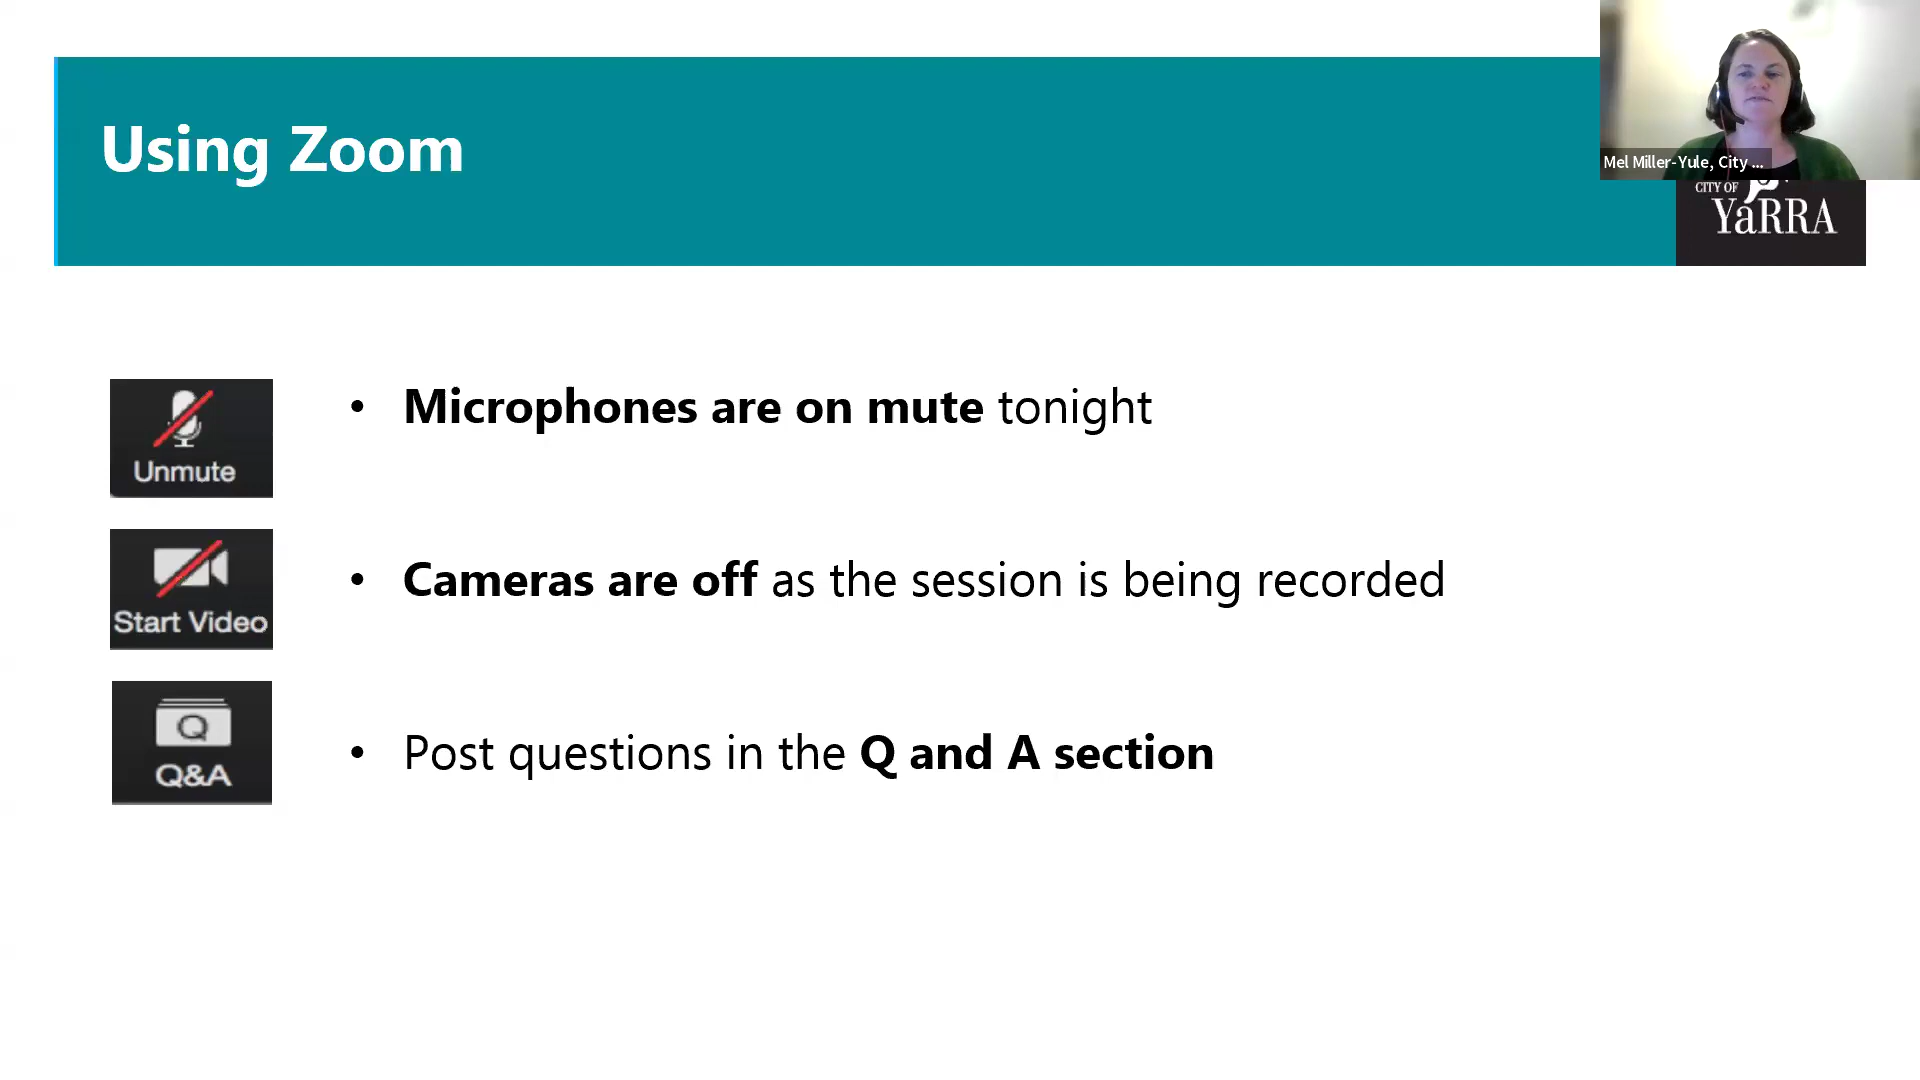 Using Zoom
Mel Miller-Yule, City ...
CITY OF
YaRRA
Unmute
• Microphones are on mute tonight
Start Video
• Cameras are off as the session is being recorded
Q
Q&A
• Post questions in the Q and A section